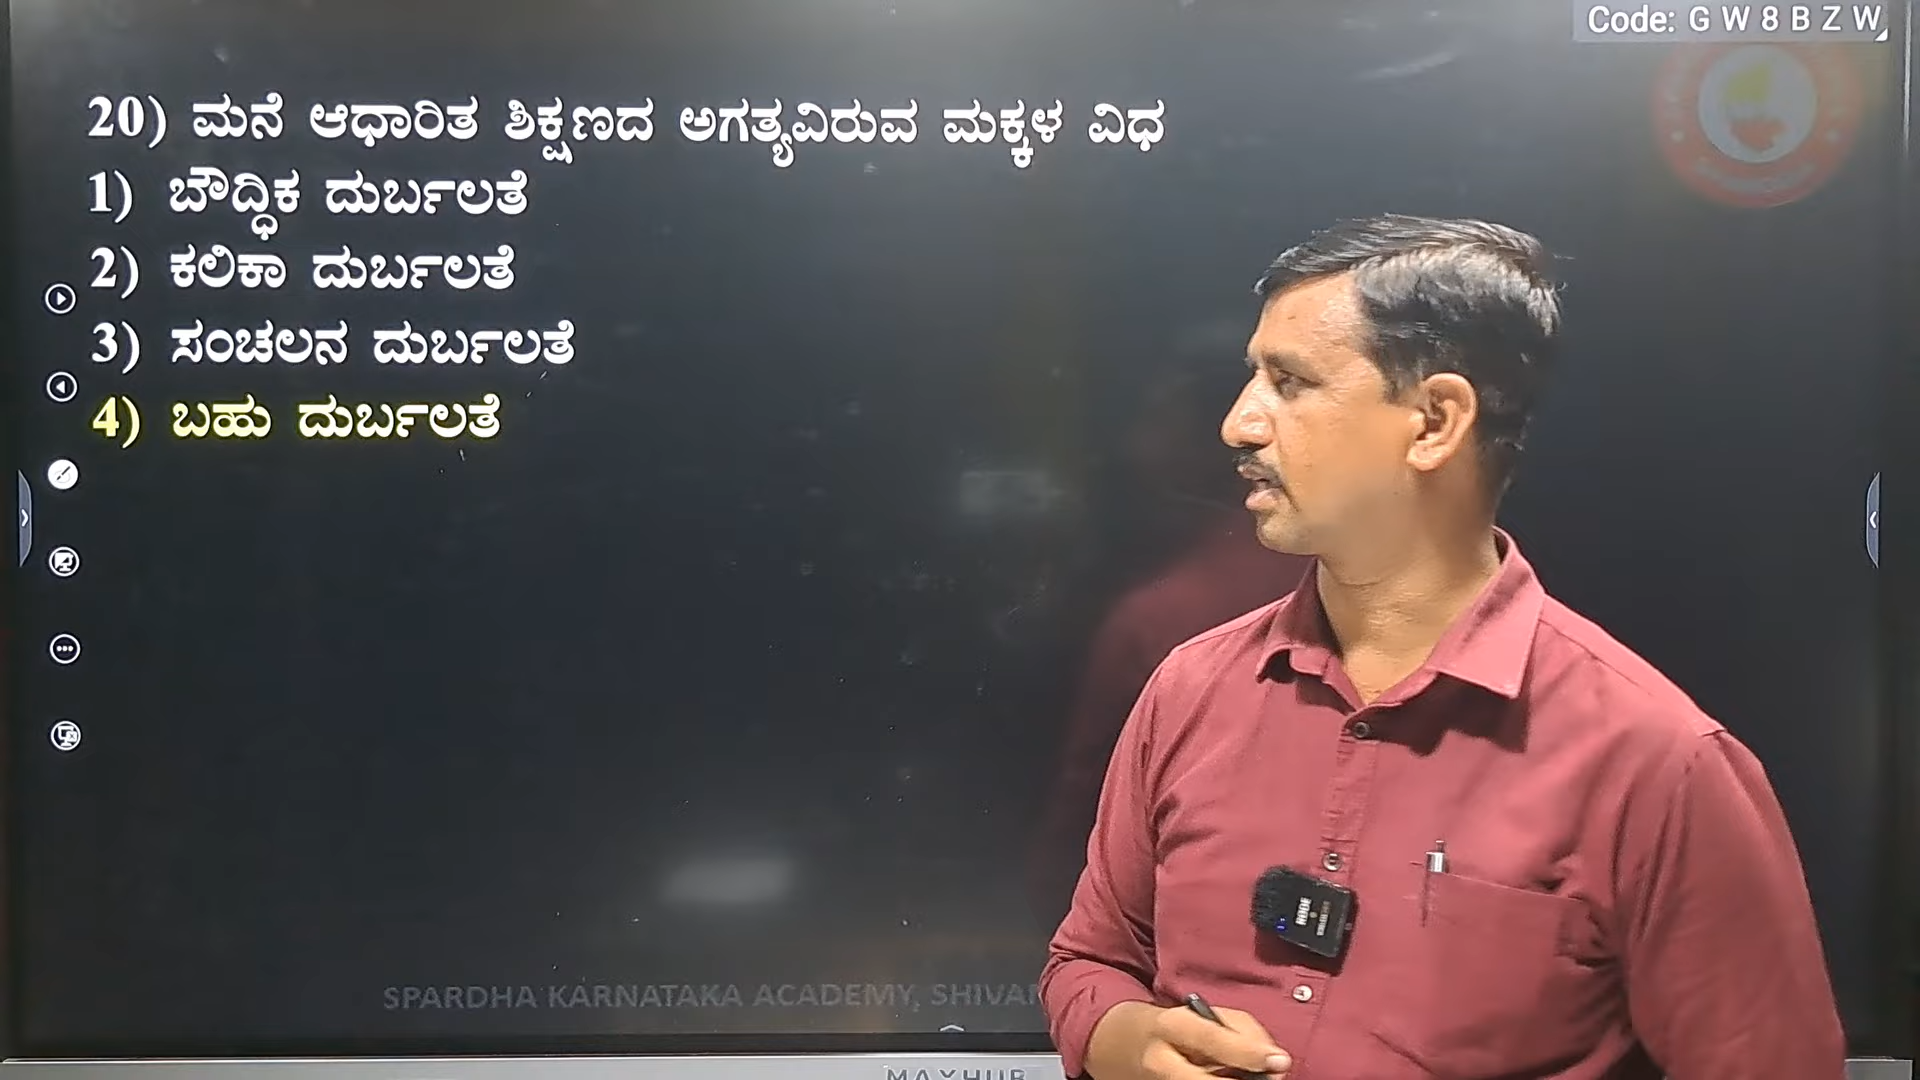 Code: G W 8 B Z W
20) ಮನೆ ಆಧಾರಿತ ಶಿಕ್ಷಣದ ಅಗತ್ಯವಿರುವ ಮಕ್ಕಳ ವಿಧ
1) ಬೌದ್ಧಿಕ ದುರ್ಬಲತೆ
2) ಕಲಿಕಾ ದುರ್ಬಲತೆ
3) ಸಂಚಲನ ದುರ್ಬಲತೆ
4) ಬಹು ದುರ್ಬಲತೆ
RODE
SPARDHA KARNATAKA ACADEMY,
MAXHUB